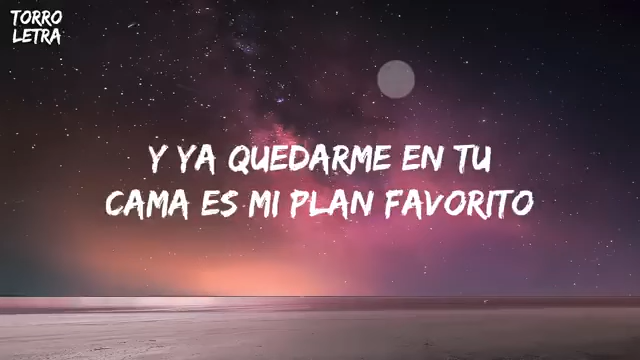 TORRO
LETRA
Y YA QUEDARME EN TU
CAMA ES MI PLAN FAVORITO